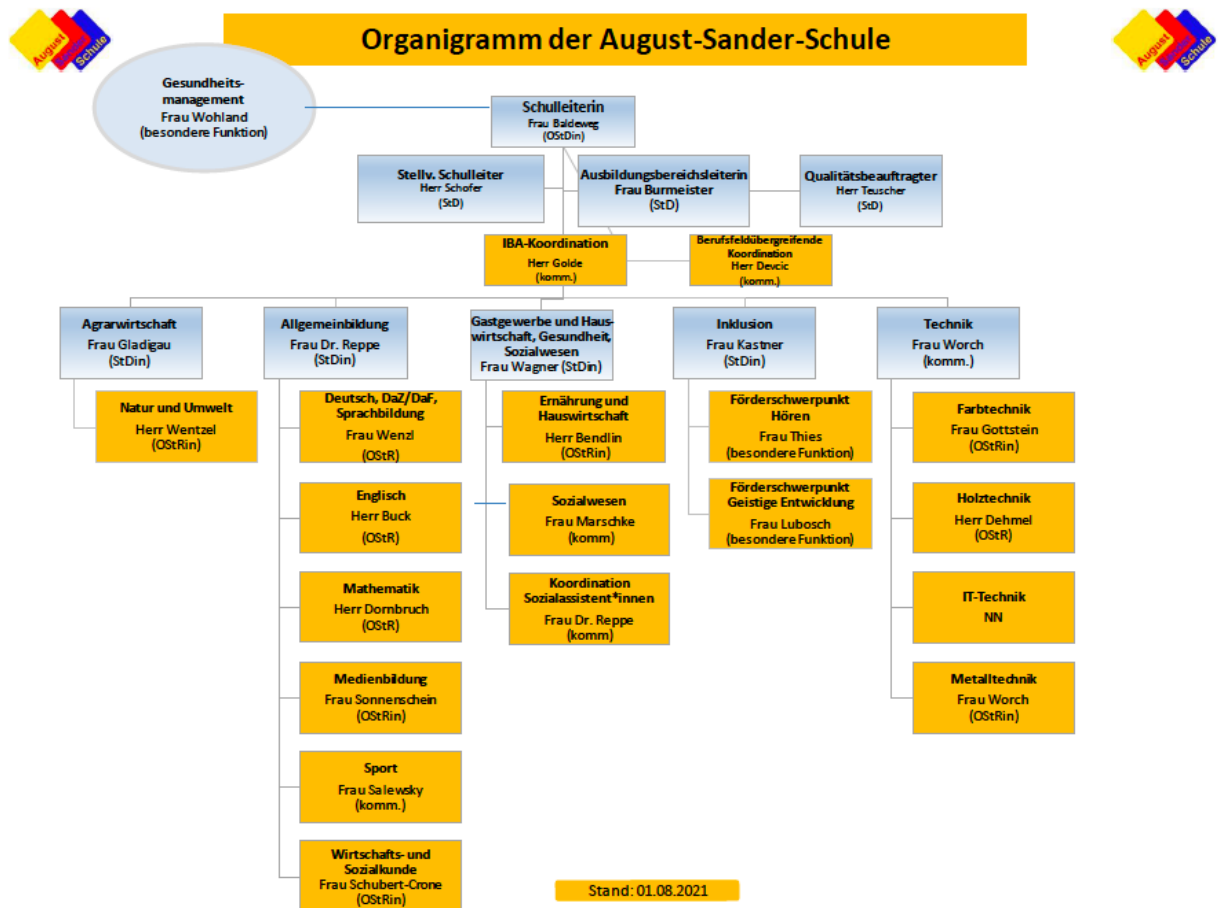 August
Sander
Schule
Organigramm der August-Sander-Schule
August
Sander
Schule
Gesundheits-
management
Frau Wohland
(besondere Funktion)
Schulleiterin
Frau Baldeweg
(OStDin)
Stellv. Schulleiter
Herr Schofer
(StD)
Ausbildungsbereichsleiterin
Frau Burmeister
(StD)
Qualitätsbeauftragter
Herr Teuscher
(StD)
IBA-Koordination
Herr Golde
(komm.)
Berufsfeldübergreifende
Koordination
Herr Devcic
(komm.)
Agrarwirtschaft
Frau Gladigau
(StDin)
Allgemeinbildung
Frau Dr. Reppe
(StDin)
Gastgewerbe und Haus-
wirtschaft, Gesundheit,
Sozialwesen
Frau Wagner (StDin)
Inklusion
Frau Kastner
(StDin)
Technik
Frau Worch
(komm.)
Natur und Umwelt
Herr Wentzel
(OStRin)
Deutsch, DaZ/DaF,
Sprachbildung
Frau Wenzl
(OStR)
Englisch
Herr Buck
(OStR)
Mathematik
Herr Dornbruch
(OStR)
Medienbildung
Frau Sonnenschein
(OStRin)
Sport
Frau Salewsky
(komm.)
Wirtschafts- und
Sozialkunde
Frau Schubert-Crone
(OStRin)
Ernährung und
Hauswirtschaft
Herr Bendlin
(OStRin)
Sozialwesen
Frau Marschke
(komm)
Koordination
Sozialassistent*innen
Frau Dr. Reppe
(komm)
Förderschwerpunkt
Hören
Frau Thies
(besondere Funktion)
Förderschwerpunkt
Geistige Entwicklung
Frau Lubosch
(besondere Funktion)
Farbtechnik
Frau Gottstein
(OStRin)
Holztechnik
Herr Dehmel
(OStR)
IT-Technik
NN
Metalltechnik
Frau Worch
(OStRin)
Stand: 01.08.2021